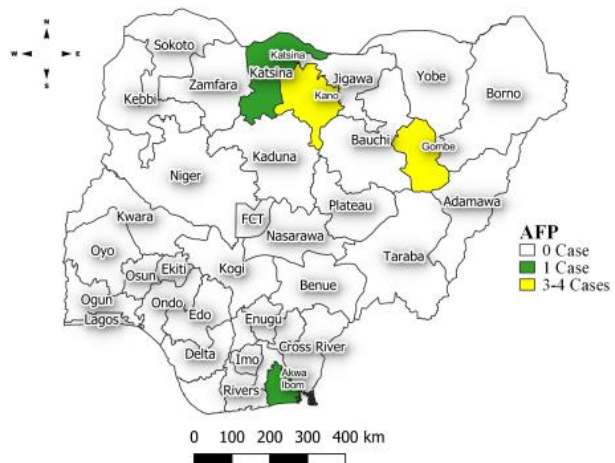 N
W E
S
Sokoto
Katsina
Zamfara
Katsina
Jigawa
Yobe
Borno
Kebbi
Kano
Bauchi
Gombe
Kaduna
Niger
Adamawa
Plateau
Kwara
FCT
Nasarawa
Taraba
Oyo
Osun
Ekiti
Kogi
Benue
Ogun
Ondo
Lagos
Edo
Enugu
Cross River
Delta
Imo
Akwa
Ibom
Rivers
AFP
0 Case
1 Case
3-4 Cases
0 100 200 300 400 km